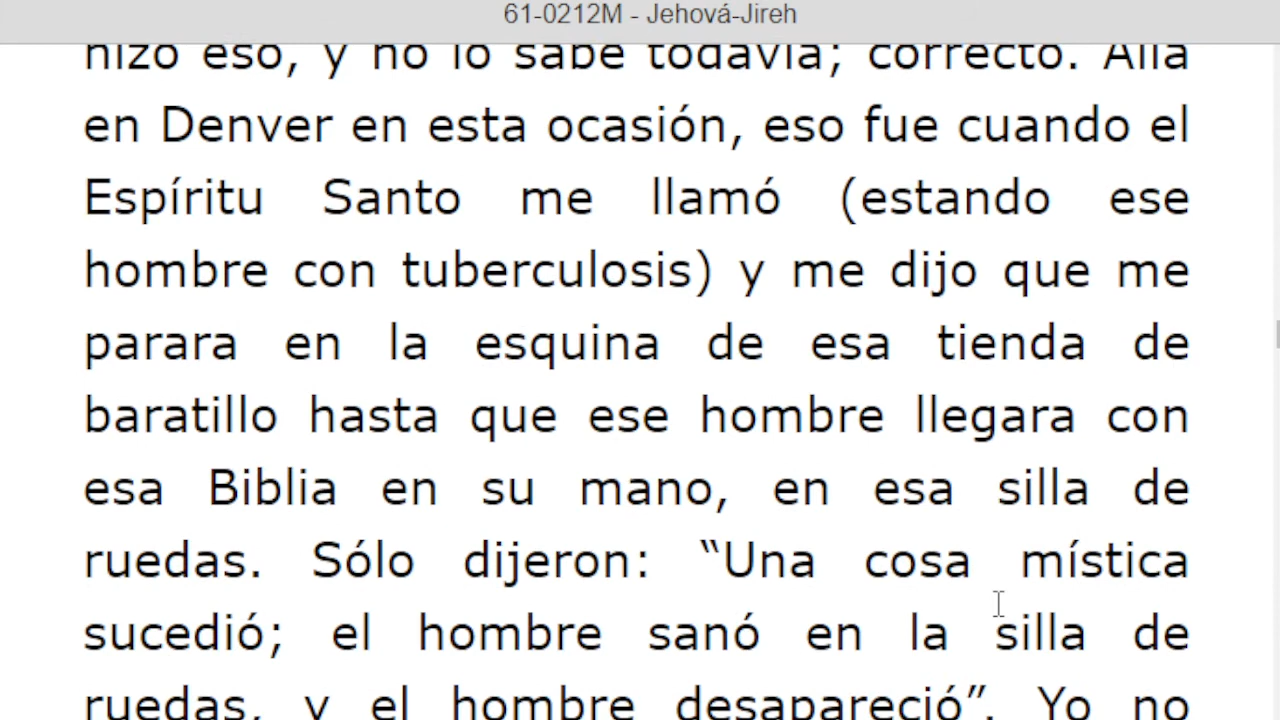 61-0212M - Jehová-Jireh
hizo eso, y no lo sabe todavía; correcto. Allá
en Denver en esta ocasión, eso fue cuando el
Espíritu Santo me llamó (estando ese
hombre con tuberculosis) y me dijo que me
parara en la esquina de esa tienda de
baratillo hasta que ese hombre llegara con
esa Biblia en su mano, en esa silla de
ruedas. Sólo dijeron: “Una cosa mística
sucedió; el hombre sanó en la silla de
ruedas, y el hombre desapareció”. Yo no